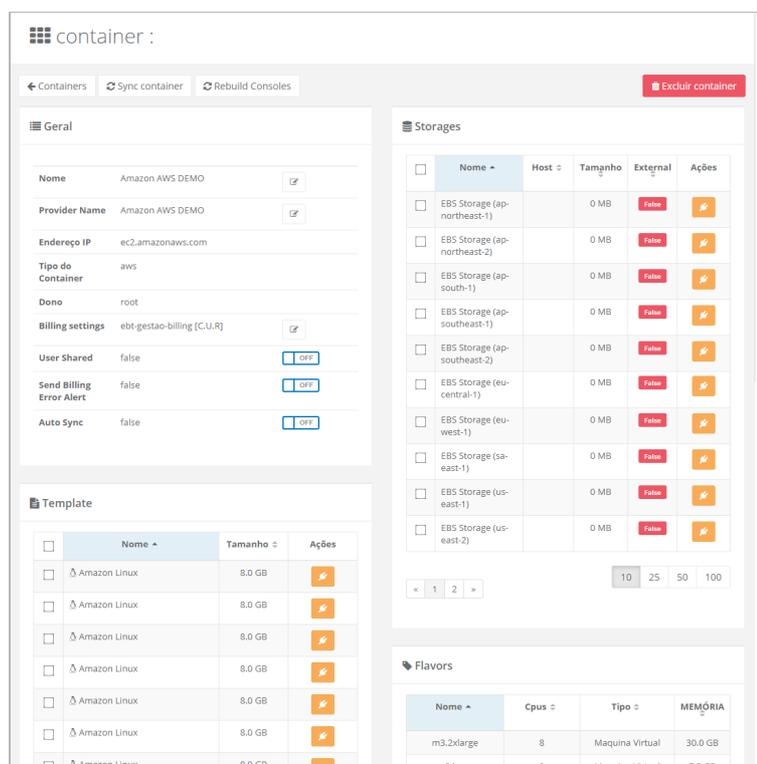 container :
Containers
Sync container
Rebuild Consoles
Excluir container
Geral
Nome Amazon AWS DEMO
Provider Name Amazon AWS DEMO
Endereço IP ec2.amazonaws.com
Tipo do aws
Container
Dono root
Billing settings ebt-gestao-billing [C,U,R]
User Shared false OFF
Send Billing false OFF
Error Alert
Auto Sync false OFF
Template
Nome Tamanho Ações
Amazon Linux 8.0 GB
Amazon Linux 8.0 GB
Amazon Linux 8.0 GB
Amazon Linux 8.0 GB
Amazon Linux 8.0 GB
Amazon Linux 8.0 GB
Storages
Nome Host Tamanho External Ações
EBS Storage (ap- 0 MB False
northeast-1)
EBS Storage (ap- 0 MB False
northeast-2)
EBS Storage (ap- 0 MB False
south-1)
EBS Storage (ap- 0 MB False
southeast-1)
EBS Storage (ap- 0 MB False
southeast-2)
EBS Storage (eu- 0 MB False
central-1)
EBS Storage (eu- 0 MB False
west-1)
EBS Storage (sa- 0 MB False
east-1)
EBS Storage (us- 0 MB False
east-1)
EBS Storage (us- 0 MB False
east-2)
« 1 2 » 10 25 50 100
Flavors
Nome Cpus Tipo MEMÓRIA
m3.2xlarge 8 Maquina Virtual 30.0 GB